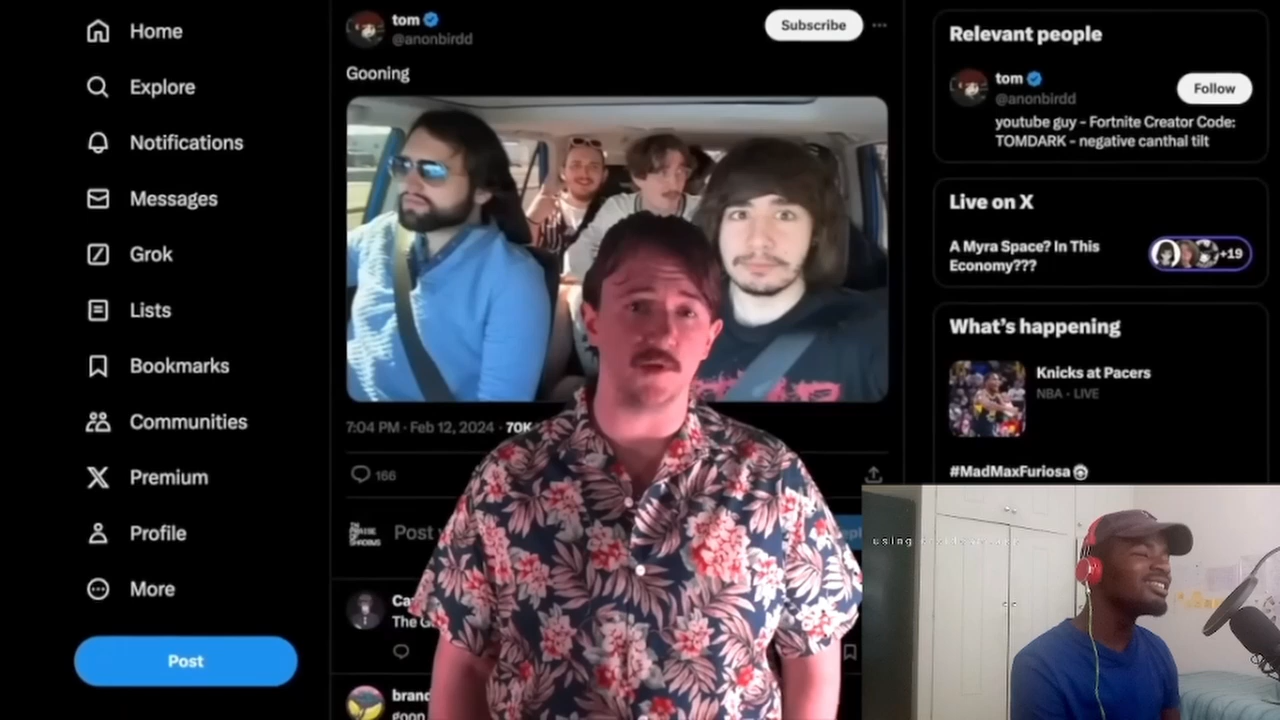 Home
Explore
Notifications
Messages
Grok
Lists
Bookmarks
Communities
Premium
Profile
More
Post
tom
@anonbirdd
Subscribe
Gooning
7:04 PM · Feb 12, 2024 · 70K
166
Post
Relevant people
tom
@anonbirdd
Follow
youtube guy - Fortnite Creator Code:
TOMDARK - negative canthal tilt
Live on X
A Myra Space? In This
Economy???
+19
What's happening
Knicks at Pacers
NBA · LIVE
#MadMaxFuriosa
using